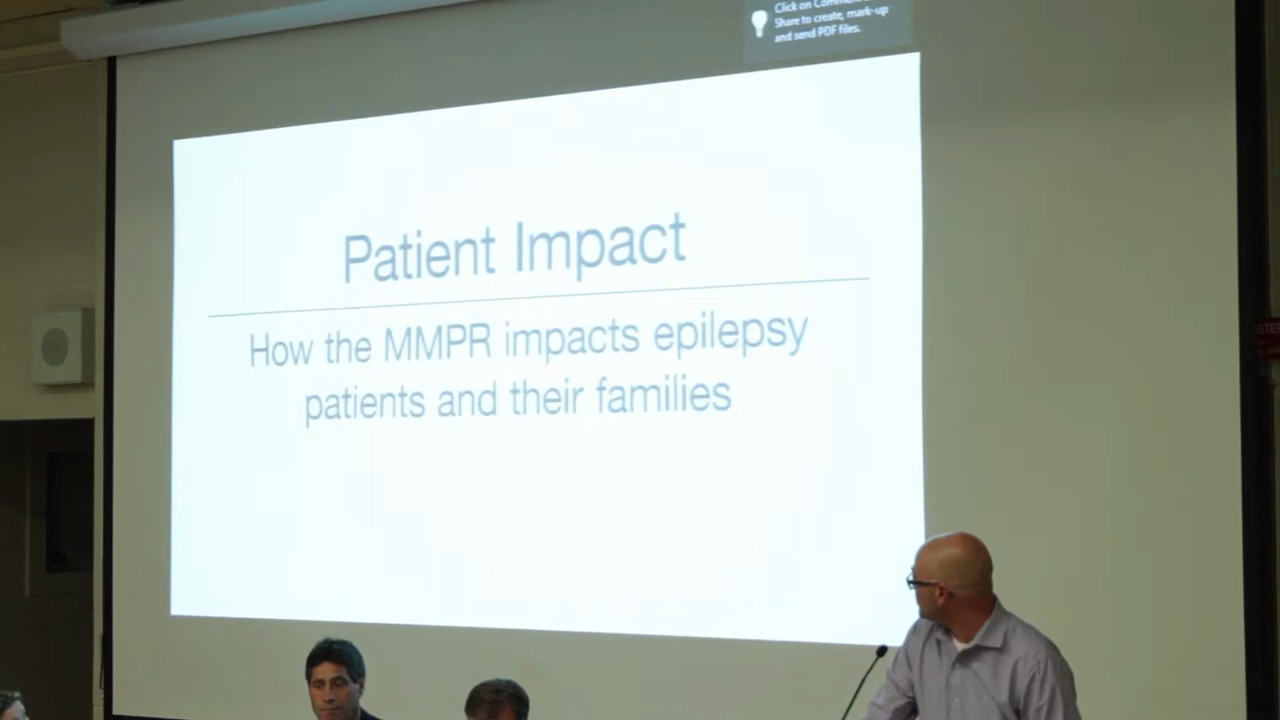 Click on Comment
Share to create, mark-up
and send PDF files.
Patient Impact
How the MMPR impacts epilepsy
patients and their families